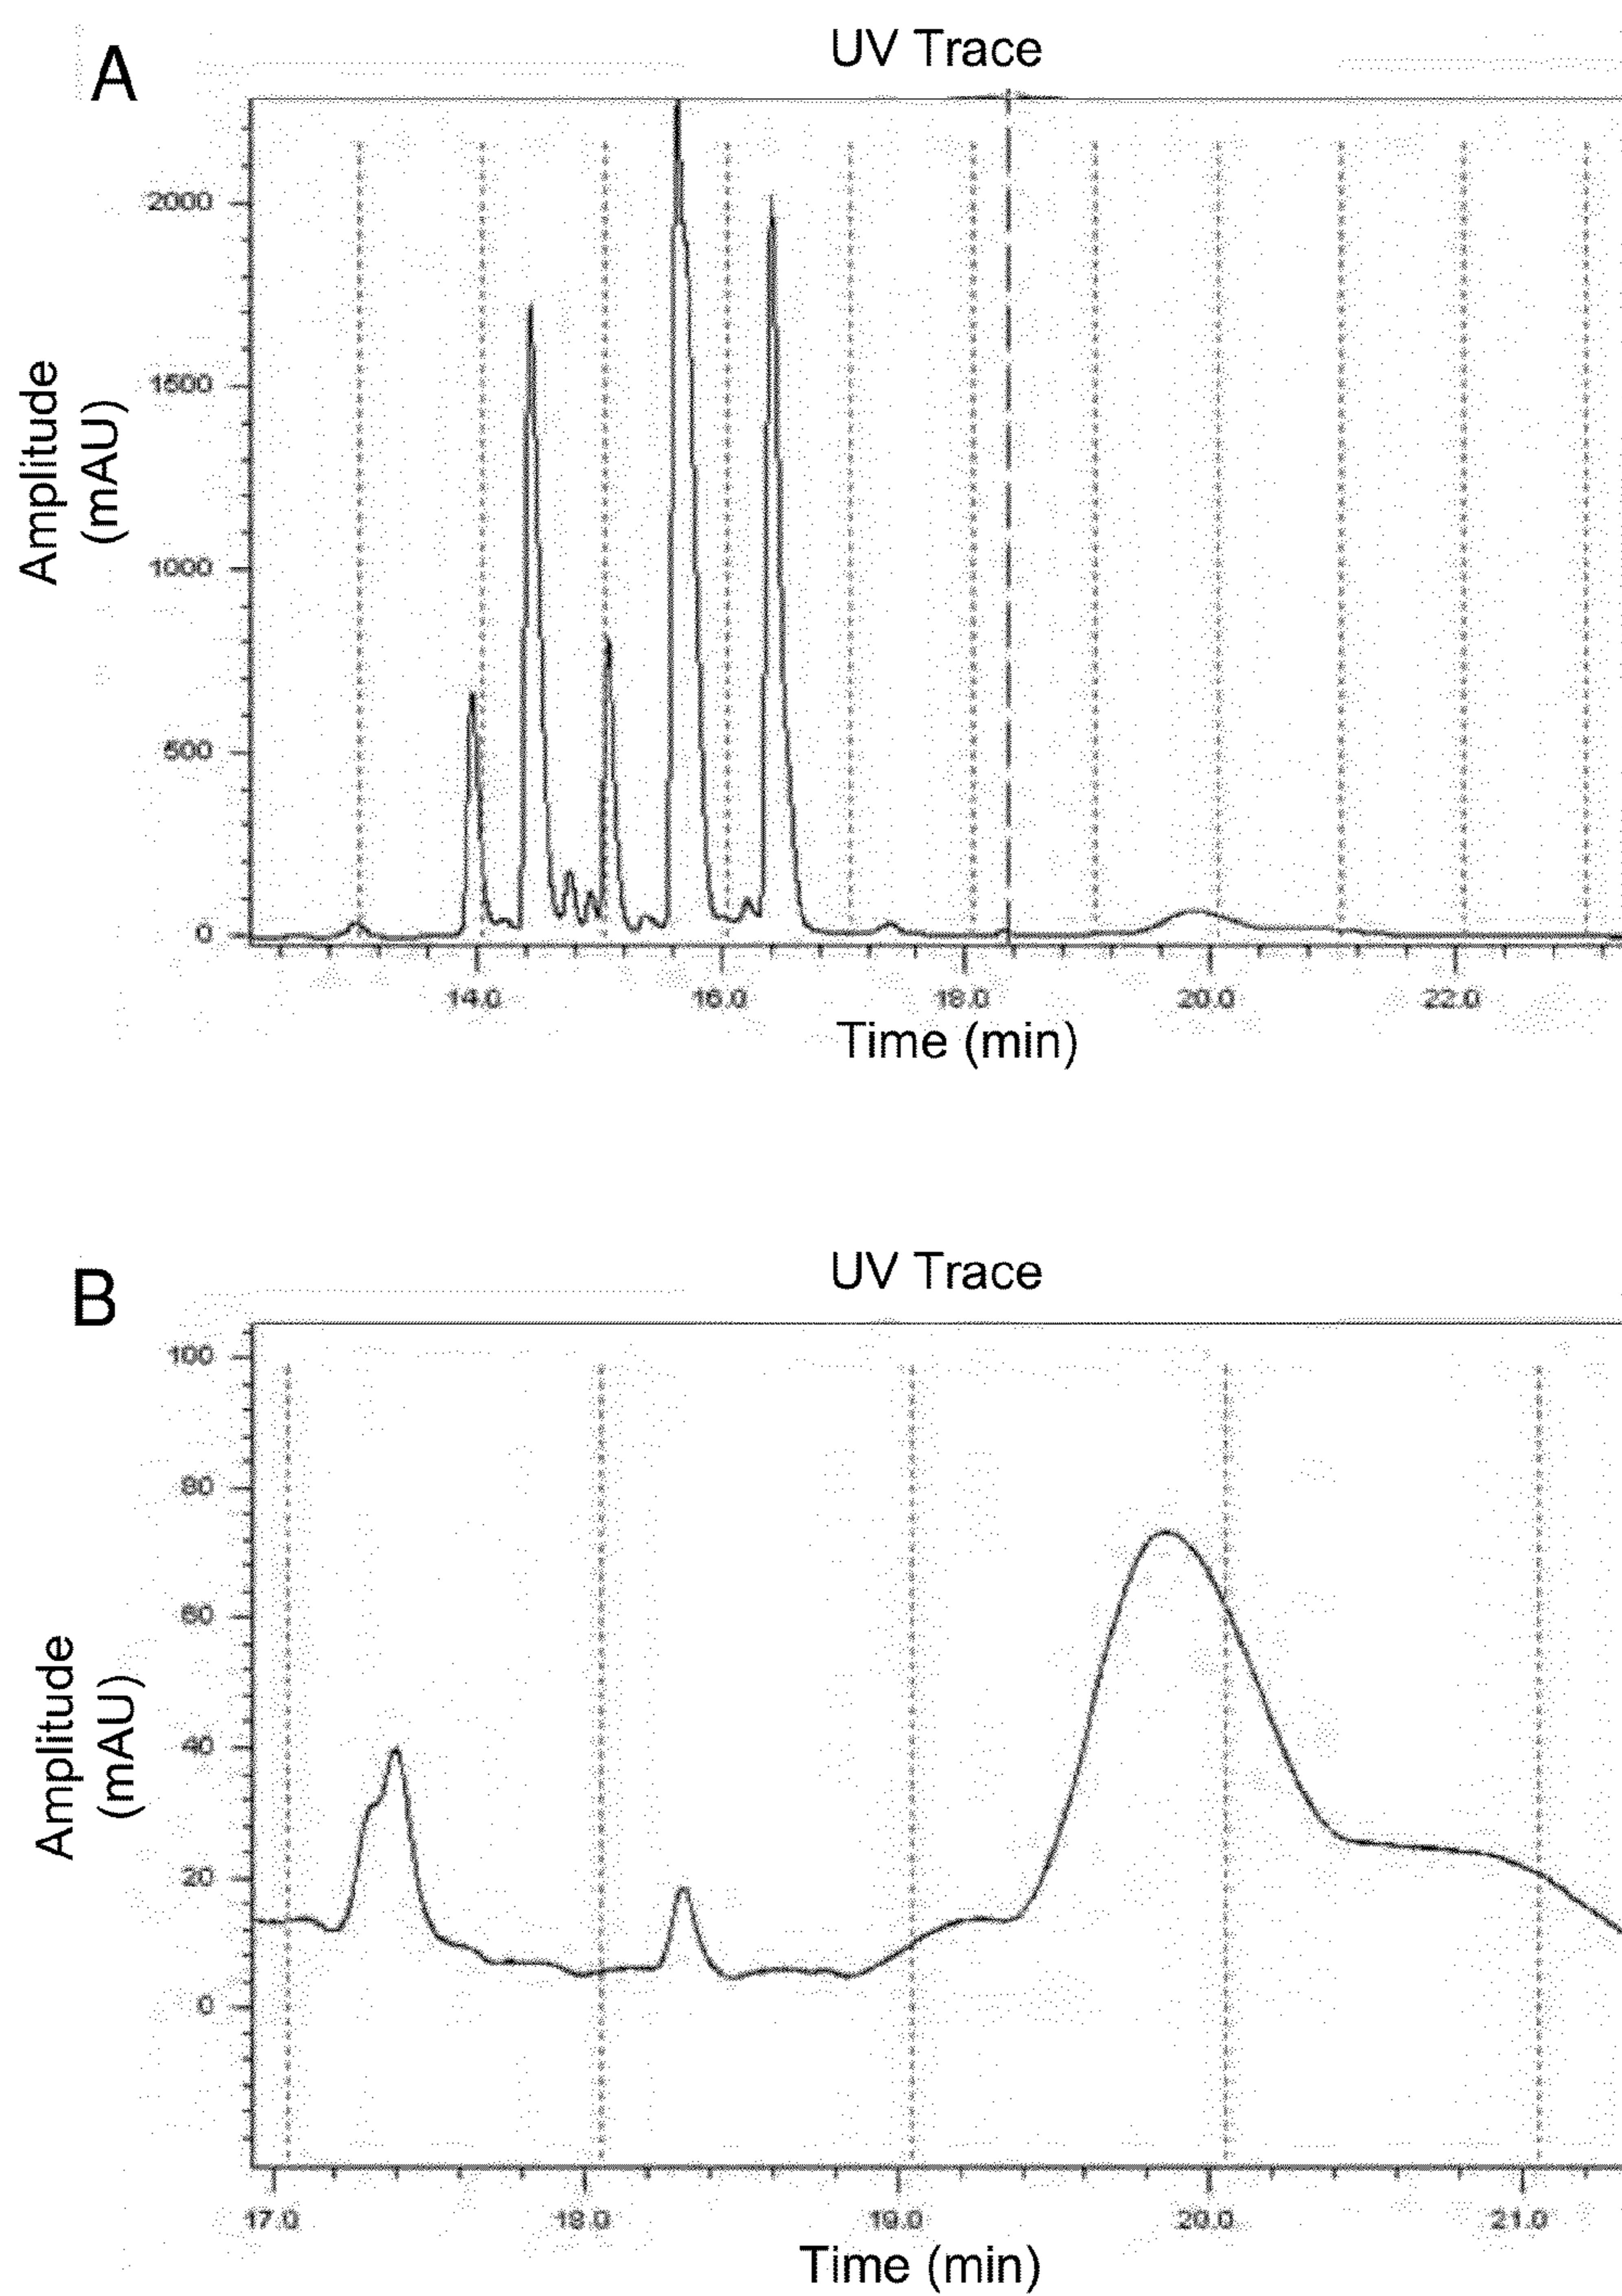 A
UV Trace
Amplitude
(mAU)
2000
1500
1000
500
0
14.0 16.0 18.0 20.0 22.0
Time (min)
B
UV Trace
Amplitude
(mAU)
100
80
60
40
20
0
17.0 18.0 19.0 20.0 21.0
Time (min)